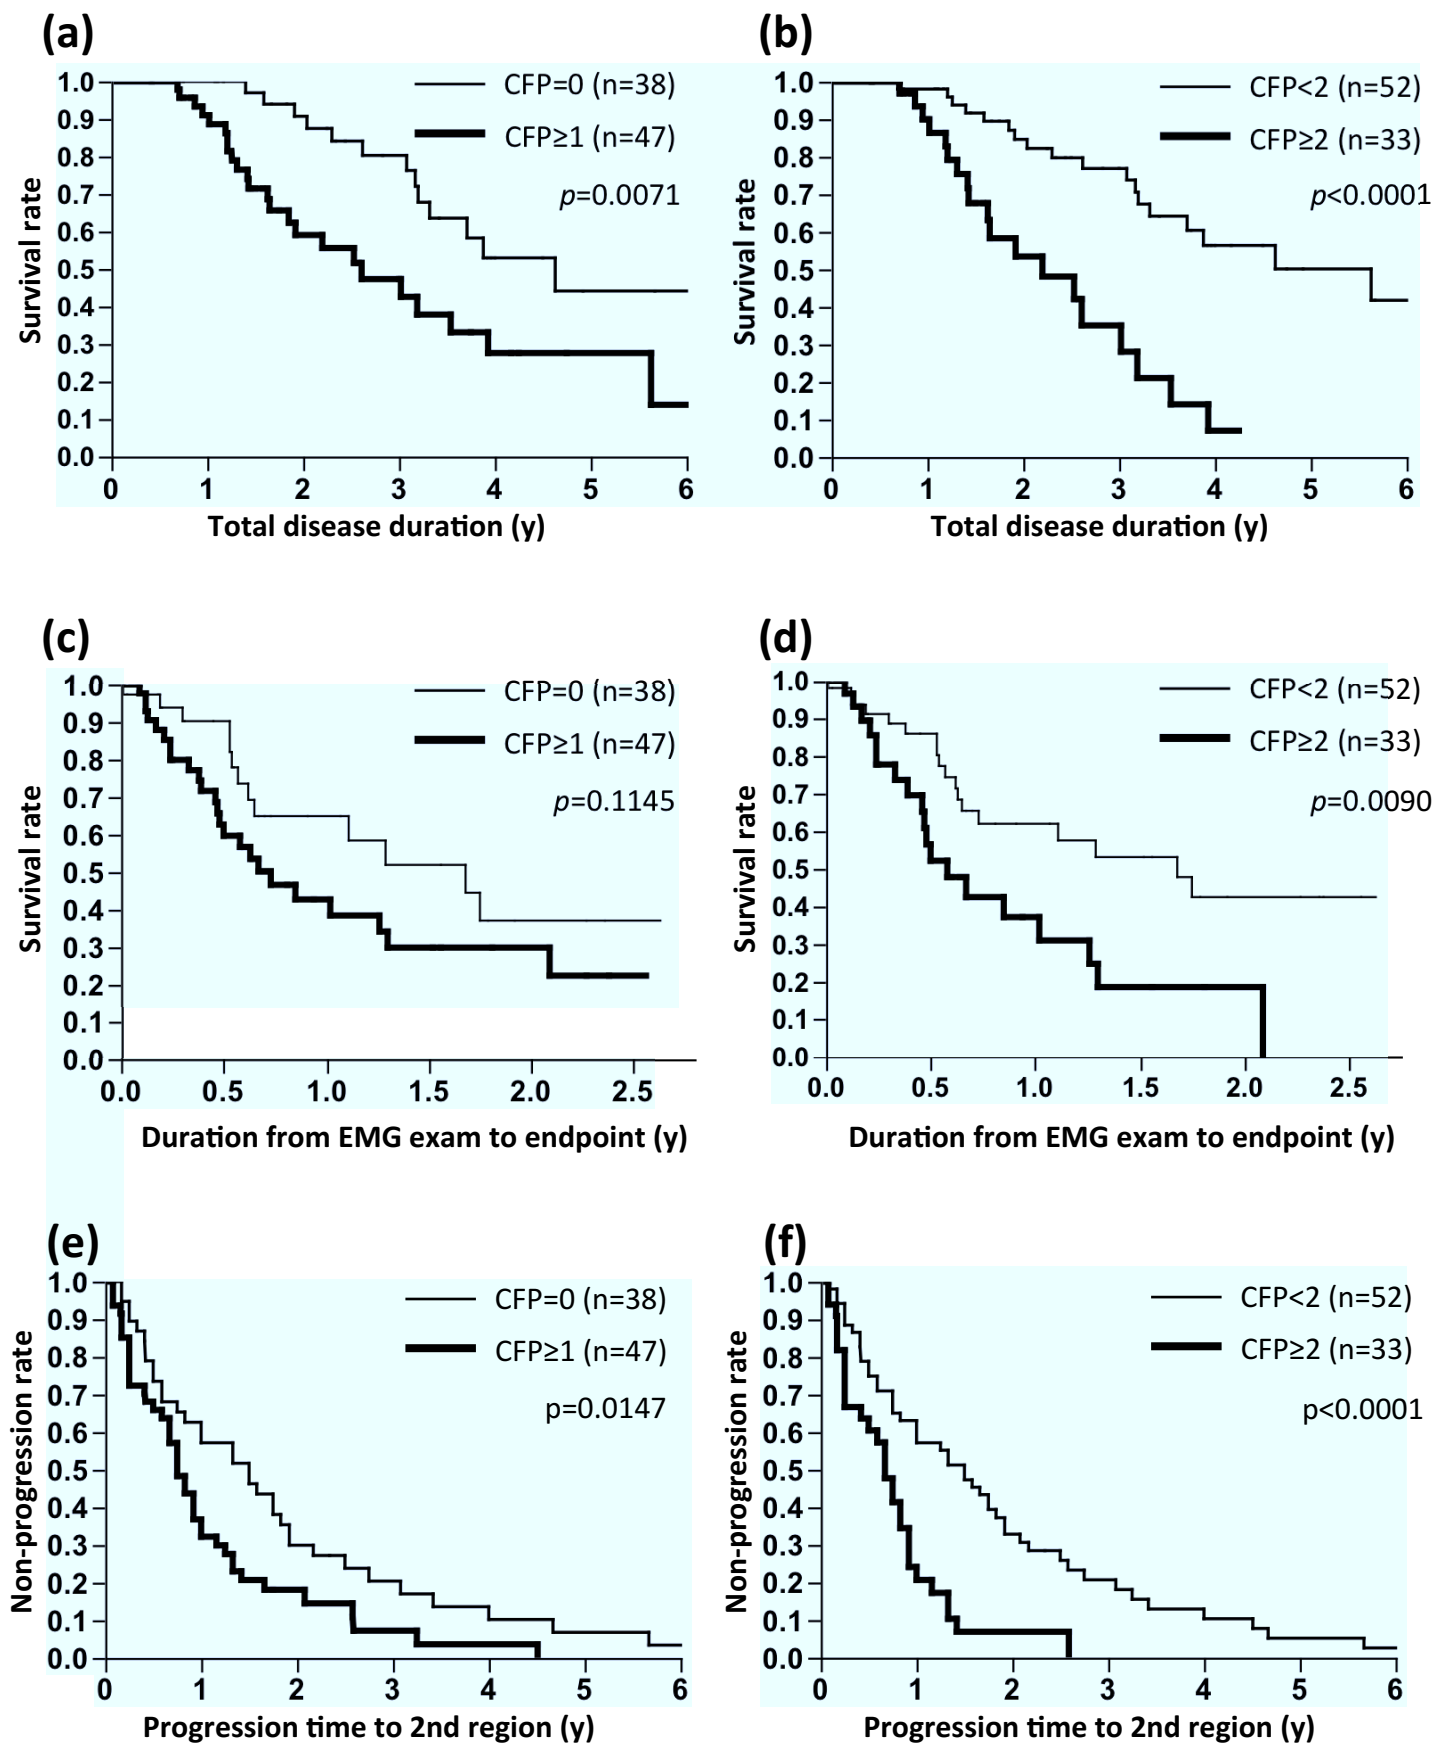 (a)
1.0
0.9
0.8
0.7
0.6
0.5
0.4
0.3
0.2
0.1
0.0
Survival rate
CFP=0 (n=38)
CFP≥1 (n=47)
p=0.0071
0 1 2 3 4 5 6
Total disease duration (y)
(b)
1.0
0.9
0.8
0.7
0.6
0.5
0.4
0.3
0.2
0.1
0.0
Survival rate
CFP<2 (n=52)
CFP≥2 (n=33)
p<0.0001
0 1 2 3 4 5 6
Total disease duration (y)
(c)
1.0
0.9
0.8
0.7
0.6
0.5
0.4
0.3
0.2
0.1
0.0
Survival rate
CFP=0 (n=38)
CFP≥1 (n=47)
p=0.1145
0.0 0.5 1.0 1.5 2.0 2.5
Duration from EMG exam to endpoint (y)
(d)
1.0
0.9
0.8
0.7
0.6
0.5
0.4
0.3
0.2
0.1
0.0
Survival rate
CFP<2 (n=52)
CFP≥2 (n=33)
p=0.0090
0.0 0.5 1.0 1.5 2.0 2.5
Duration from EMG exam to endpoint (y)
(e)
1.0
0.9
0.8
0.7
0.6
0.5
0.4
0.3
0.2
0.1
0.0
Non-progression rate
CFP=0 (n=38)
CFP≥1 (n=47)
p=0.0147
0 1 2 3 4 5 6
Progression time to 2nd region (y)
(f)
1.0
0.9
0.8
0.7
0.6
0.5
0.4
0.3
0.2
0.1
0.0
Non-progression rate
CFP<2 (n=52)
CFP≥2 (n=33)
p<0.0001
0 1 2 3 4 5 6
Progression time to 2nd region (y)